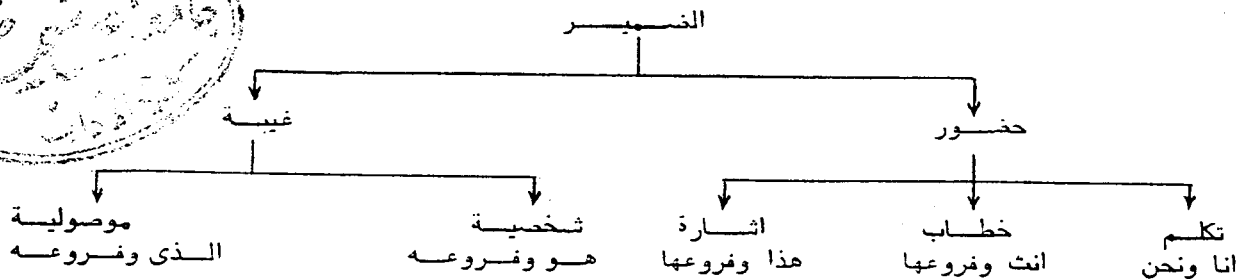 الضمير
حضور
غيبة
تكلم
انا ونحن
خطاب
انت وفروعها
اشارة
هذا وفروعها
شخصية
هو وفروعه
موصولية
الذى وفروعه